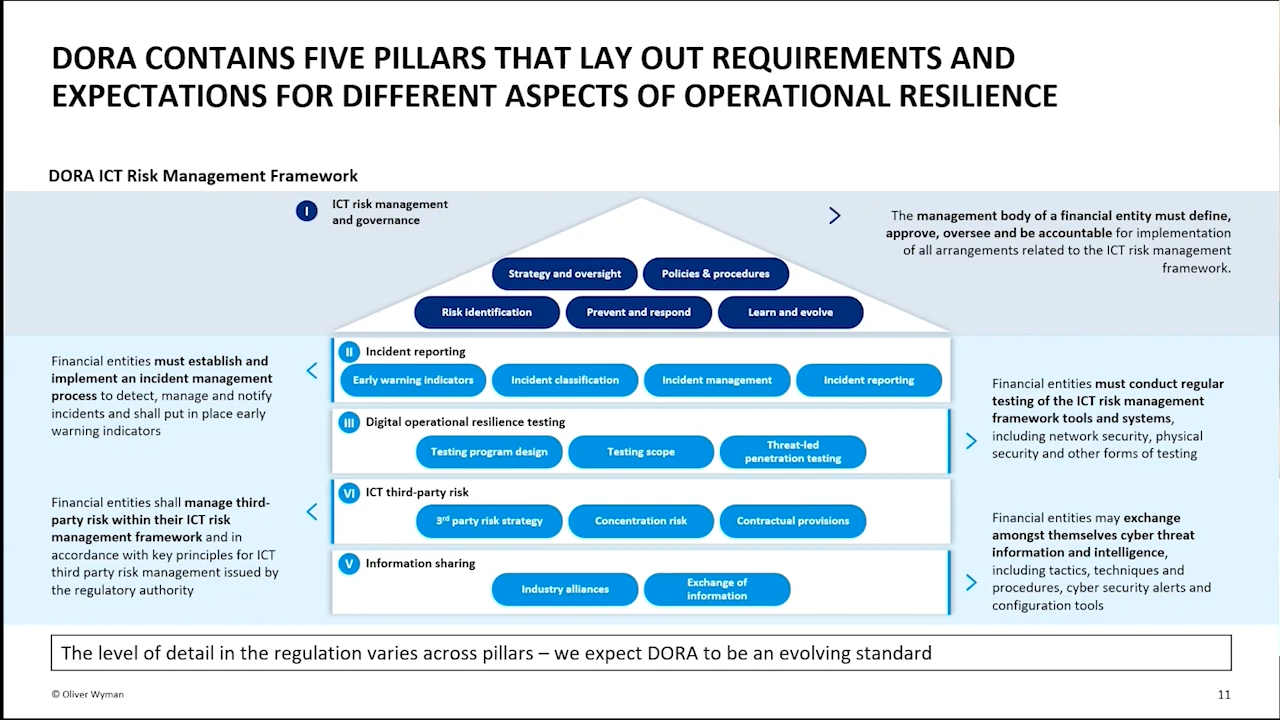 DORA CONTAINS FIVE PILLARS THAT LAY OUT REQUIREMENTS AND
EXPECTATIONS FOR DIFFERENT ASPECTS OF OPERATIONAL RESILIENCE
DORA ICT Risk Management Framework
I
ICT risk management
and governance
Strategy and oversight
Policies & procedures
Risk identification
Prevent and respond
Learn and evolve
The management body of a financial entity must define,
approve, oversee and be accountable for implementation
of all arrangements related to the ICT risk management
framework.
Financial entities must establish and
implement an incident management
process to detect, manage and notify
incidents and shall put in place early
warning indicators
II Incident reporting
Early warning indicators
Incident classification
Incident management
Incident reporting
III Digital operational resilience testing
Testing program design
Testing scope
Threat-led
penetration testing
Financial entities must conduct regular
testing of the ICT risk management
framework tools and systems,
including network security, physical
security and other forms of testing
Financial entities shall manage third-
party risk within their ICT risk
management framework and in
accordance with key principles for ICT
third party risk management issued by
the regulatory authority
VI ICT third-party risk
3rd party risk strategy
Concentration risk
Contractual provisions
V Information sharing
Industry alliances
Exchange of
information
Financial entities may exchange
amongst themselves cyber threat
information and intelligence,
including tactics, techniques and
procedures, cyber security alerts and
configuration tools
The level of detail in the regulation varies across pillars – we expect DORA to be an evolving standard
© Oliver Wyman
11